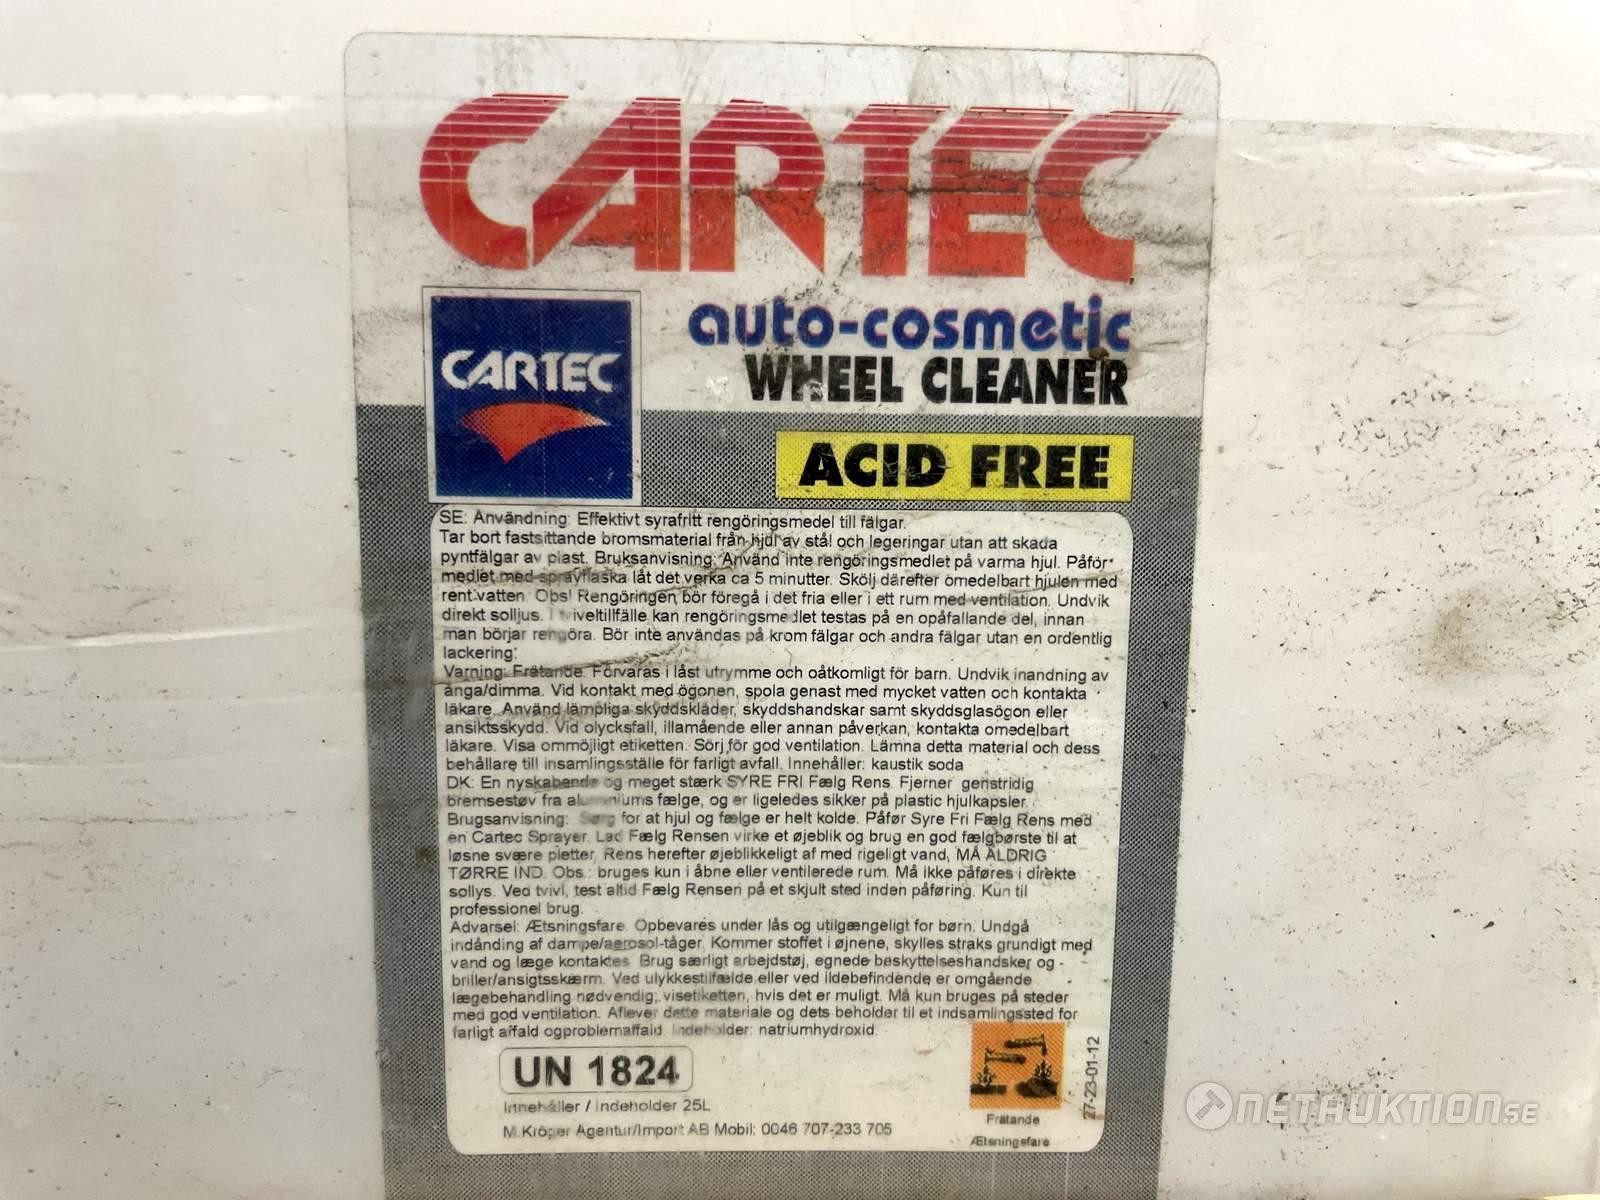 CARTEC
auto-cosmetic
WHEEL CLEANER
CARTEC
ACID FREE
SE: Användning: Effektivt syrafritt rengöringsmedel till fälgar.
Tar bort fastsittande bromsmaterial från hjul av stål och legeringar utan att skada
pyntfälgar av plast. Bruksanvisning: Använd inte rengöringsmedlet på varma hjul. Påför
medlet med sprayflaska låt det verka ca 5 minutter. Skölj därefter omedelbart hjulen med
rent vatten. Obs! Rengöringen bör föregå i det fria eller i ett rum med ventilation. Undvik
direkt solljus. I tveltillfälle kan rengöringsmedlet testas på en opåfallande del, innan
man börjar rengöra. Bör inte användas på krom fälgar och andra fälgar utan en ordentlig
lackering.
Varning: Frätande. Förvaras i låst utrymme och oåtkomligt för barn. Undvik inandning av
ånga/dimma. Vid kontakt med ögonen, spola genast med mycket vatten och kontakta
läkare. Använd lämpliga skyddskläder, skyddshandskar samt skyddsglasögon eller
ansiktsskydd. Vid olycksfall, illamående eller annan påverkan, kontakta omedelbart
läkare. Visa ommöjligt etiketten. Sörj för god ventilation. Lämna detta material och dess
behållare till insamlingsställe för farligt avfall. Innehåller: kaustik soda
DK: En nyskabende og meget stærk SYRE FRI Fælg Rens. Fjerner genstridig
bremsestøv fra aluminiums fælge, og er ligeledes sikker på plastic hjulkapsler.
Brugsanvisning: Sørg for at hjul og fælge er helt kolde. Påfør Syre Fri Fælg Rens med
en Cartec Sprayer. Lad Fælg Rensen virke et øjeblik og brug en god fælgbørste til at
løsne svære pletter. Rens herefter øjeblikkeligt af med rigeligt vand, MÅ ALDRIG
TØRRE IND. Obs.: bruges kun i åbne eller ventilerede rum. Må ikke påføres i direkte
sollys. Ved tvivl, test altid Fælg Rensen på et skjult sted inden påføring. Kun til
professionel brug.
Advarsel: Ætsningsfare. Opbevares under lås og utilgængeligt for børn. Undgå
indånding af dampe/aerosol-tåger. Kommer stoffet i øjnene, skylles straks grundigt med
vand og læge kontaktes. Brug særligt arbejdstøj, egnede beskyttelseshandsker og -
briller/ansigtsskærm. Ved ulykkestilfælde eller ved ildebefindende er omgående
lægebehandling nødvendig; visetiketten, hvis det er muligt. Må kun bruges på steder
med god ventilation. Aflever dette materiale og dets beholder til et indsamlingssted for
farligt affald ogproblemaffald. Indeholder: natriumhydroxid.
UN 1824
Innehåller / Indeholder 25L
M.Kröger Agentur/Import AB Mobil: 0046 707-233 705
Frätande
Ætsningsfare
27-23-01-12
NETAUKTION.SE